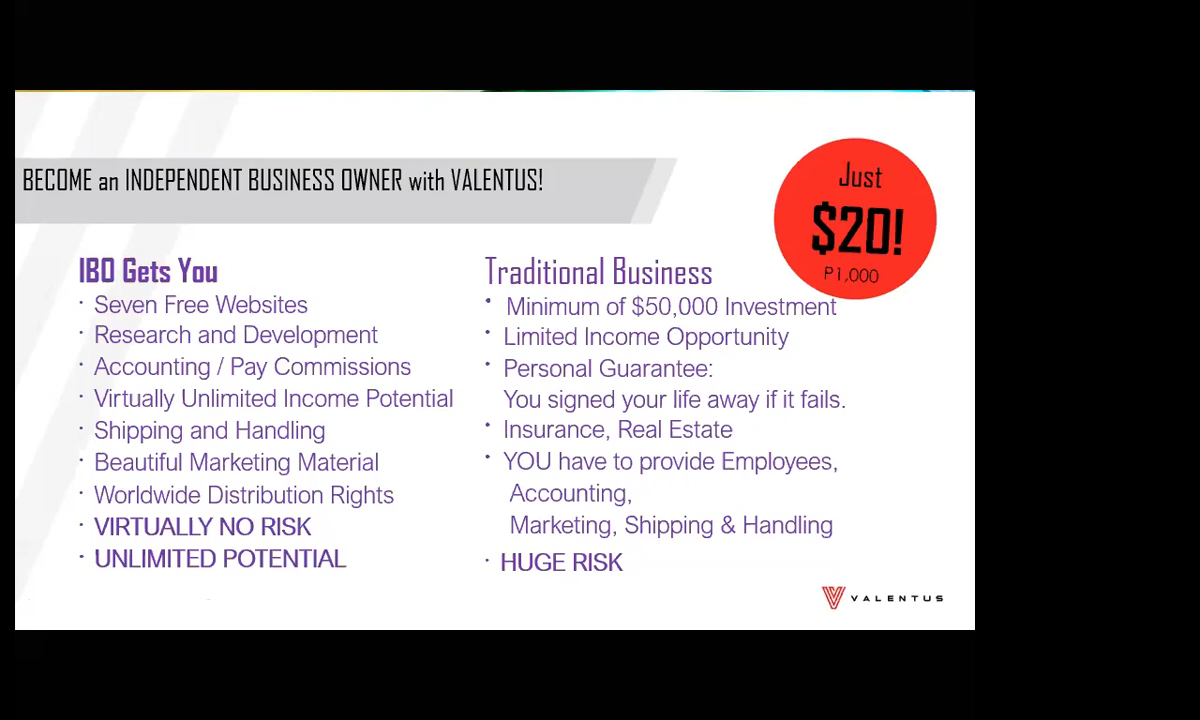 BECOME an INDEPENDENT BUSINESS OWNER with VALENTUS!
Just
$20!
P1,000
IBO Gets You
· Seven Free Websites
· Research and Development
· Accounting / Pay Commissions
· Virtually Unlimited Income Potential
· Shipping and Handling
· Beautiful Marketing Material
· Worldwide Distribution Rights
· VIRTUALLY NO RISK
· UNLIMITED POTENTIAL
Traditional Business
• Minimum of $50,000 Investment
• Limited Income Opportunity
• Personal Guarantee:
You signed your life away if it fails.
• Insurance, Real Estate
• YOU have to provide Employees,
Accounting,
Marketing, Shipping & Handling
· HUGE RISK
VALENTUS